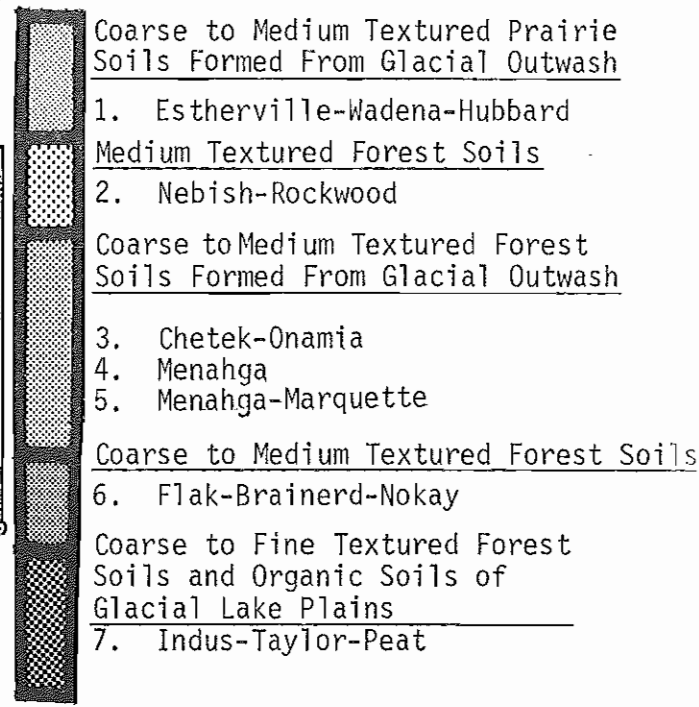 Coarse to Medium Textured Prairie
Soils Formed From Glacial Outwash
1. Estherville-Wadena-Hubbard
Medium Textured Forest Soils
2. Nebish-Rockwood
Coarse to Medium Textured Forest
Soils Formed From Glacial Outwash
3. Chetek-Onamia
4. Menahga
5. Menahga-Marquette
Coarse to Medium Textured Forest Soils
6. Flak-Brainerd-Nokay
Coarse to Fine Textured Forest
Soils and Organic Soils of
Glacial Lake Plains
7. Indus-Taylor-Peat